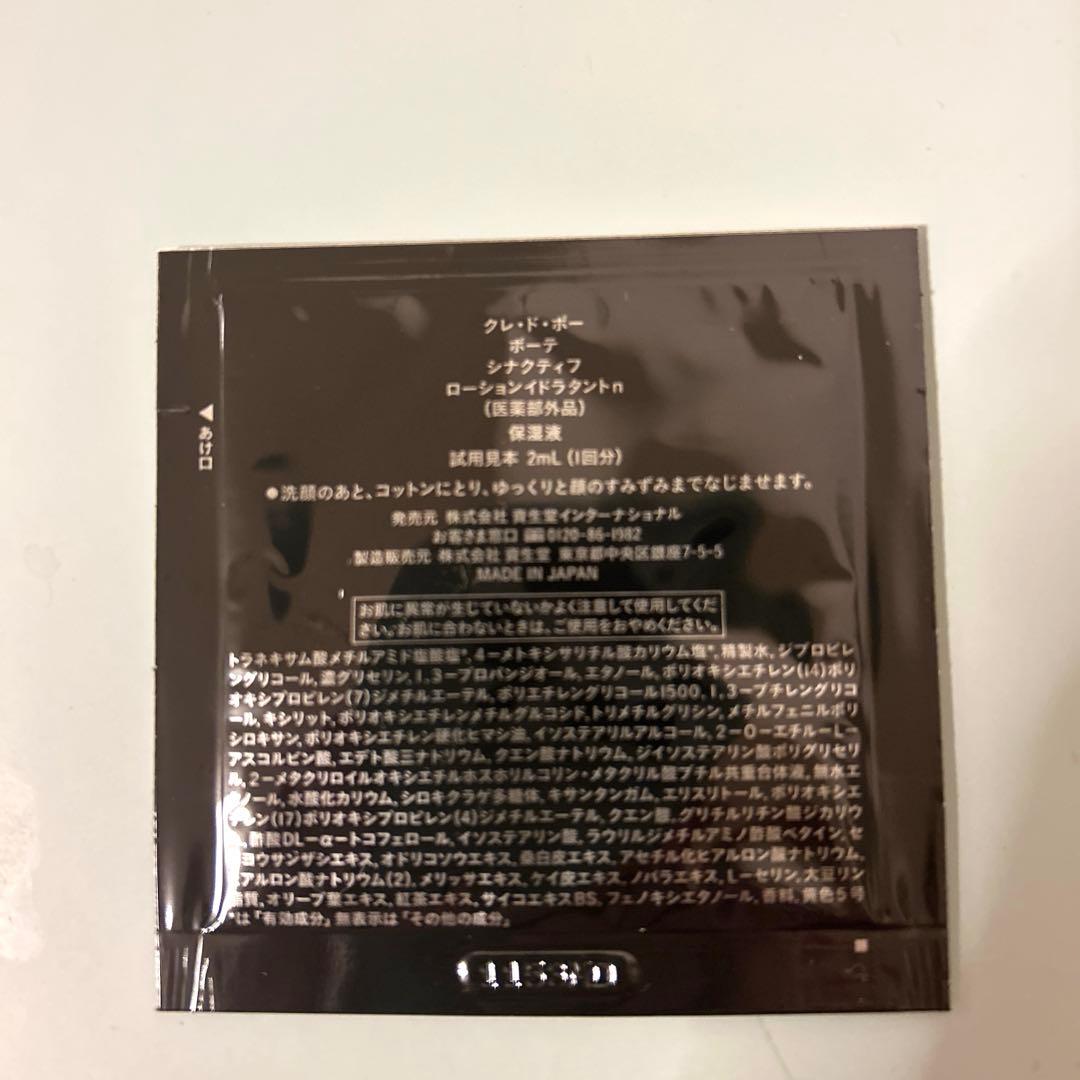 クレ・ド・ポー
ボーテ
シナクティフ
ローションイドラタントn
(医薬部外品)
保湿液
試用見本 2mL (1回分)
◀あけ口
●洗顔のあと、コットンにとり、ゆっくりと顔のすみずみまでなじませます。
発売元 株式会社 資生堂インターナショナル
お客さま窓口 0120-86-1982
製造販売元 株式会社 資生堂 東京都中央区銀座7-5-5
MADE IN JAPAN
お肌に異常が生じていないかよく注意して使用してくだ
さい。お肌に合わないときは、ご使用をおやめください。
トラネキサム酸メチルアミド塩酸塩*, 4-メトキシサリチル酸カリウム塩*, 精製水, ジプロピレ
ングリコール, 濃グリセリン, 1,3-プロパンジオール, エタノール, ポリオキシエチレン(14)ポリ
オキシプロピレン(7)ジメチルエーテル, ポリエチレングリコール1500, 1,3-ブチレングリコ
ール, キシリット, ポリオキシエチレンメチルグルコシド, トリメチルグリシン, メチルフェニルポリ
シロキサン, ポリオキシエチレン硬化ヒマシ油, イソステアリルアルコール, 2-O-エチル-L-
アスコルビン酸, エデト酸三ナトリウム, クエン酸ナトリウム, ジイソステアリン酸ポリグリセリ
ル, 2-メタクリロイルオキシエチルホスホリルコリン・メタクリル酸ブチル共重合体液, 無水エ
ノール, 水酸化カリウム, シロキクラゲ多糖体, キサンタンガム, エリスリトール, ポリオキシエ
チレン(17)ポリオキシプロピレン(4)ジメチルエーテル, クエン酸, グリチルリチン酸ジカリウ
酢酸DL-α-トコフェロール, イソステアリン酸, ラウリルジメチルアミノ酢酸ベタイン, セ
ヨウサンザシエキス, オドリコソウエキス, 桑白皮エキス, アセチル化ヒアルロン酸ナトリウム,
アルロン酸ナトリウム(2), メリッサエキス, ケイ皮エキス, ノバラエキス, L-セリン, 大豆リン
脂質, オリーブ葉エキス, 紅茶エキス, サイコエキスBS, フェノキシエタノール, 香料, 黄色5号
*は「有効成分」無表示は「その他の成分」